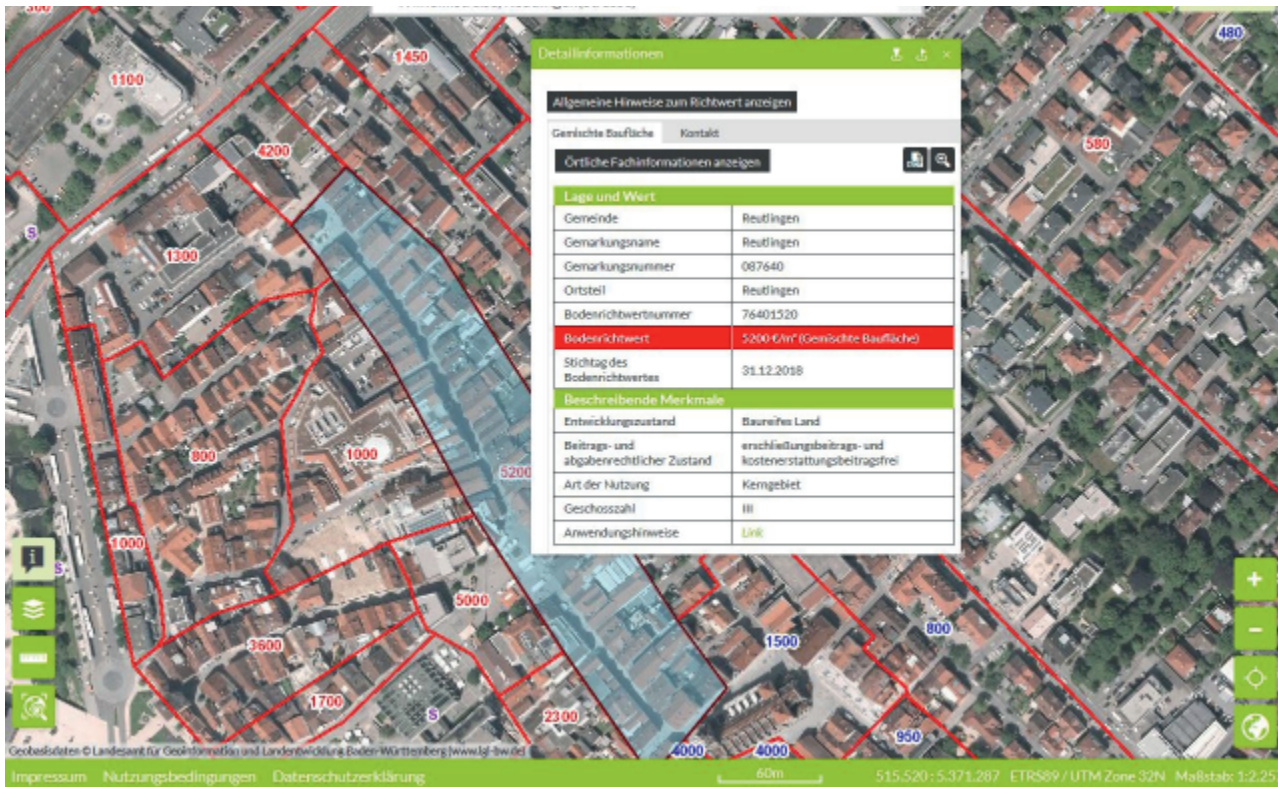 300
1450
480
1100
DetailInformationen
Allgemeine Hinweise zum Richtwert anzeigen
Gemischte Baufläche Kontakt
580
4200
Örtliche Fachinformationen anzeigen
Lage und Wert
Gemeinde Reutlingen
S
Gemarkungsname Reutlingen
1300
Gemarkungsnummer 087640
Ortsteil Reutlingen
Bodenrichtwertnummer 76401520
Bodenrichtwert 5200 €/m² (Gemischte Baufläche)
Stichtag des
Bodenrichtwertes 31.12.2018
Beschreibende Merkmale
Entwicklungszustand Baureifes Land
Beitrags- und erschließungsbeitrags- und
abgabenrechtlicher Zustand kostenerstattungsbeitragsfrei
800
1000
5200
Art der Nutzung Kerngebiet
Geschosszahl III
Anwendungshinweise Link
1000
S
5000
800
1500
3600
1700
S
2300
950
4000
4000
Geobasisdaten © Landesamt für Geoinformation und Landentwicklung Baden-Württemberg (www.lgl-bw.de)
Impressum Nutzungsbedingungen Datenschutzerklärung 60m 515.520 : 5.371.287 ETRS89 / UTM Zone 32N Maßstab: 1:2.25